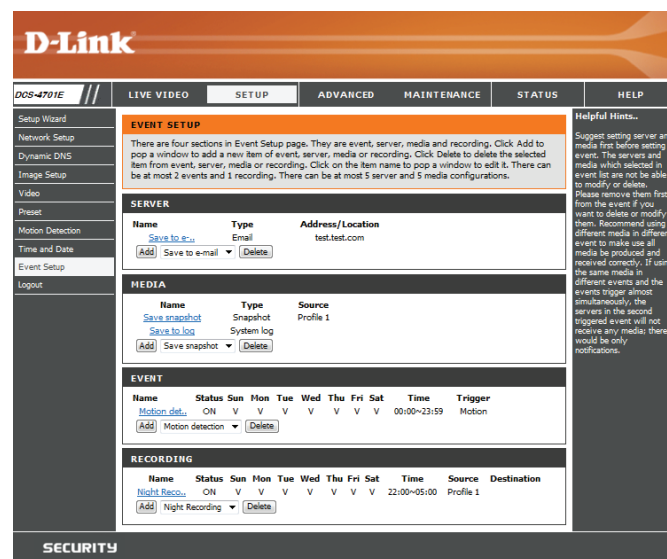 D-Link
DCS-4701E
LIVE VIDEO SETUP ADVANCED MAINTENANCE STATUS HELP
Setup Wizard
Network Setup
Dynamic DNS
Image Setup
Video
Preset
Motion Detection
Time and Date
Event Setup
Logout
EVENT SETUP
There are four sections in Event Setup page. They are event, server, media and recording. Click Add to
pop a window to add a new item of event, server, media or recording. Click Delete to delete the selected
item from event, server, media or recording. Click on the item name to pop a window to edit it. There can
be at most 2 events and 1 recording. There can be at most 5 server and 5 media configurations.
SERVER
Name Type Address/Location
Save to e-.. Email test.test.com
Add Save to e-mail Delete
MEDIA
Name Type Source
Save snapshot Snapshot Profile 1
Save to log System log
Add Save snapshot Delete
EVENT
Name Status Sun Mon Tue Wed Thu Fri Sat Time Trigger
Motion det.. ON V V V V V V V 00:00~23:59 Motion
Add Motion detection Delete
RECORDING
Name Status Sun Mon Tue Wed Thu Fri Sat Time Source Destination
Night Reco.. ON V V V V V V V 22:00~05:00 Profile 1
Add Night Recording Delete
Helpful Hints..
Suggest setting server an
media first before setting
event. The servers and
media which selected in
event list are not be able
to modify or delete.
Please remove them first
from the event if you
want to delete or modify
them. Recommend using
different media in differen
event to make use all
media be produced and
received correctly. If usin
the same media in
different events and the
events trigger almost
simultaneously, the
servers in the second
triggered event will not
receive any media; there
would be only
notifications.
SECURITY